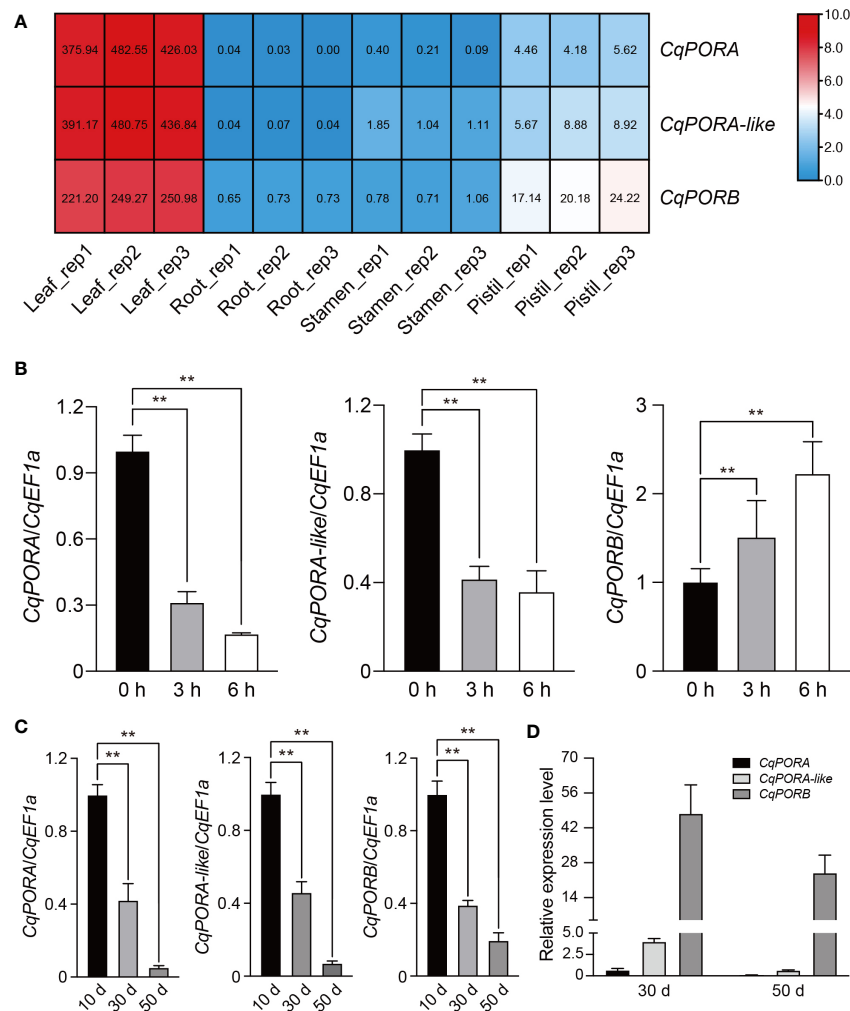 A
375.94 482.55 426.03 0.04 0.03 0.00 0.40 0.21 0.09 4.46 4.18 5.62 CqPORA
391.17 480.75 436.84 0.04 0.07 0.04 1.85 1.04 1.11 5.67 8.88 8.92 CqPORA-like
221.20 249.27 250.98 0.65 0.73 0.73 0.78 0.71 1.06 17.14 20.18 24.22 CqPORB
10.0
8.0
6.0
4.0
2.0
0.0
Leaf_rep1 Leaf_rep2 Leaf_rep3 Root_rep1 Root_rep2 Root_rep3 Stamen_rep1 Stamen_rep2 Stamen_rep3 Pistil_rep1 Pistil_rep2 Pistil_rep3
B
CqPORA/CqEF1a
1.2
1.0
0.9
0.6
0.3
0
** **
0 h 3 h 6 h
CqPORA-like/CqEF1a
1.2
0.8
0.4
0
** **
0 h 3 h 6 h
CqPORB/CqEF1a
3
2
1
0
** **
0 h 3 h 6 h
C
CqPORA/CqEF1a
1.2
0.8
0.4
0
** **
10 d 30 d 50 d
CqPORA-like/CqEF1a
1.2
0.8
0.4
0
** **
10 d 30 d 50 d
CqPORB/CqEF1a
1.2
0.8
0.4
0
** **
10 d 30 d 50 d
D
Relative expression level
70
56
42
28
14
5.0
2.5
0
CqPORA
CqPORA-like
CqPORB
30 d 50 d